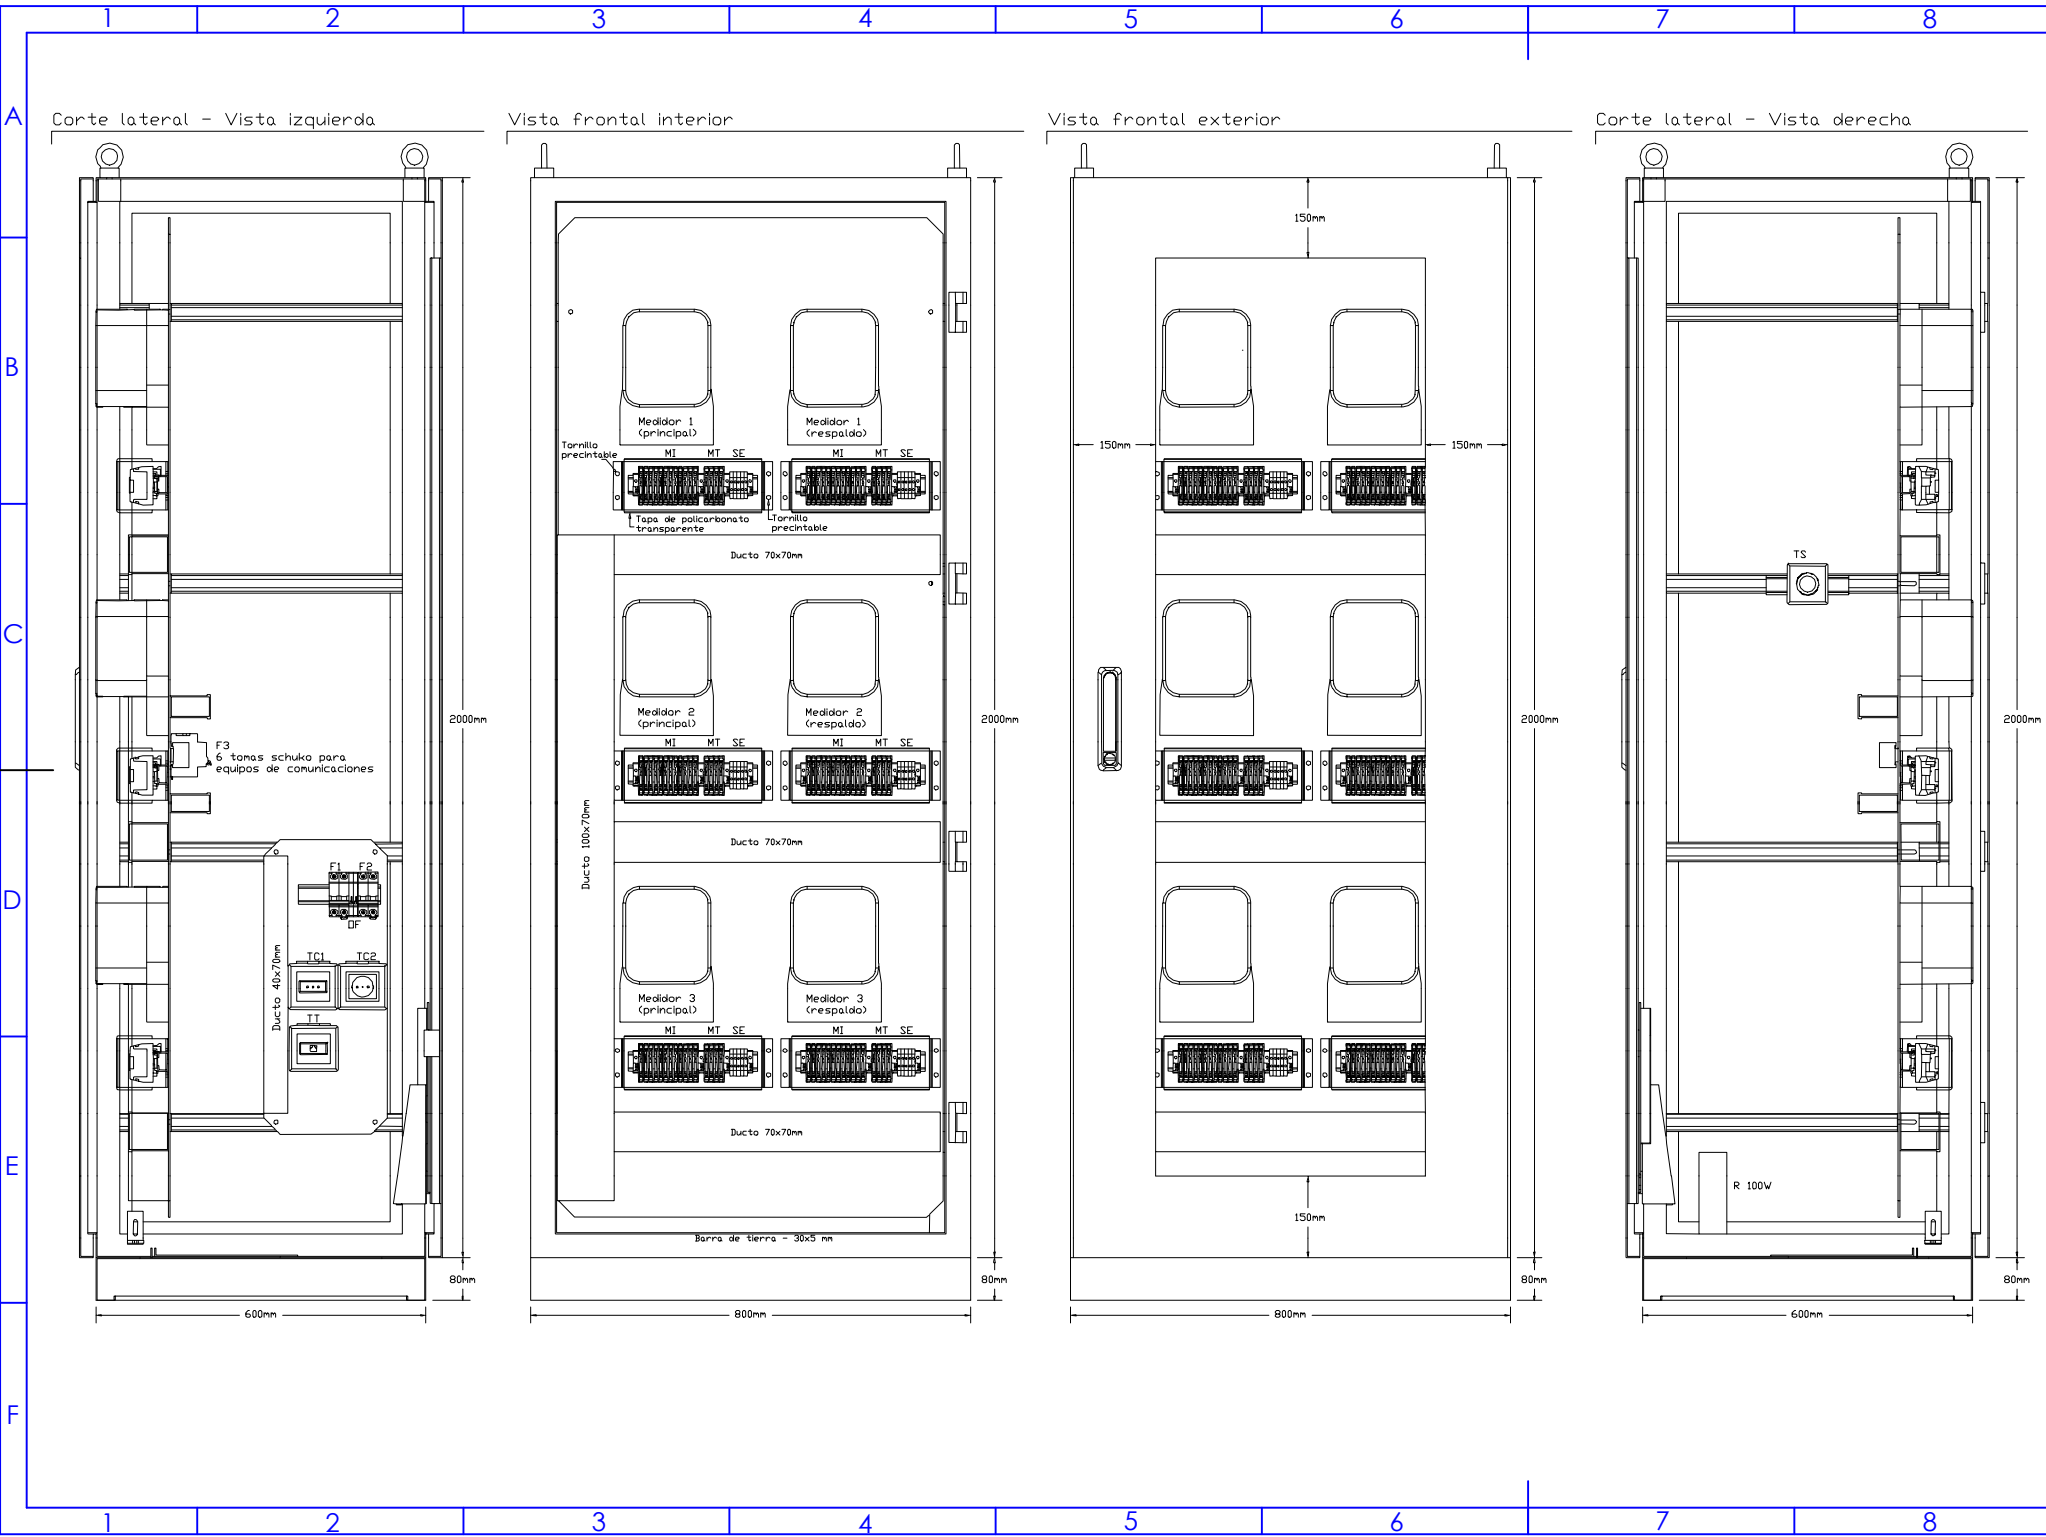 1 2 3 4 5 6 7 8
A
B
C
D
E
F
Corte lateral - Vista izquierda
2000mm
F3
6 tomas schuko para
equipos de comunicaciones
F1 F2
DF
TC1 TC2
TT
Ducto 40x70mm
80mm
600mm
Vista frontal interior
Medidor 1
(principal)
Medidor 1
(respaldo)
Tornillo
precintable
MI MT SE
MI MT SE
Tapa de policarbonato
transparente
Tornillo
precintable
Ducto 70x70mm
Medidor 2
(principal)
Medidor 2
(respaldo)
MI MT SE
MI MT SE
2000mm
Ducto 100x70mm
Ducto 70x70mm
Medidor 3
(principal)
Medidor 3
(respaldo)
MI MT SE
MI MT SE
Ducto 70x70mm
Barra de tierra - 30x5 mm
80mm
800mm
Vista frontal exterior
150mm
150mm
150mm
2000mm
150mm
80mm
800mm
Corte lateral - Vista derecha
TS
2000mm
R 100W
80mm
600mm
1 2 3 4 5 6 7 8